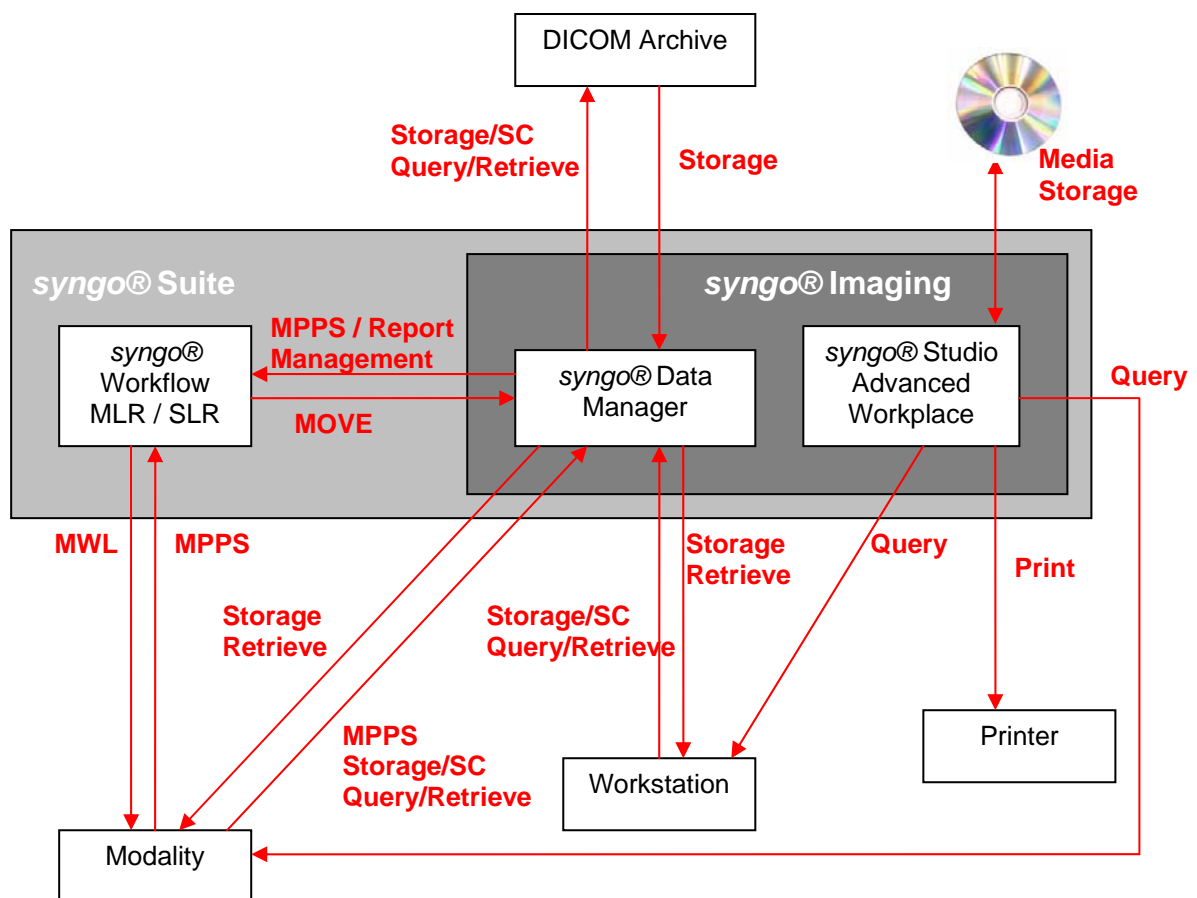 DICOM Archive
Storage/SC
Query/Retrieve
Storage
Media
Storage
syngo® Suite
syngo® Imaging
MPPS / Report
Management
syngo®
Workflow
MLR / SLR
MOVE
syngo® Data
Manager
syngo® Studio
Advanced
Workplace
Query
MWL
MPPS
Storage
Retrieve
Storage
Retrieve
Query
Print
Storage/SC
Query/Retrieve
MPPS
Storage/SC
Query/Retrieve
Workstation
Printer
Modality